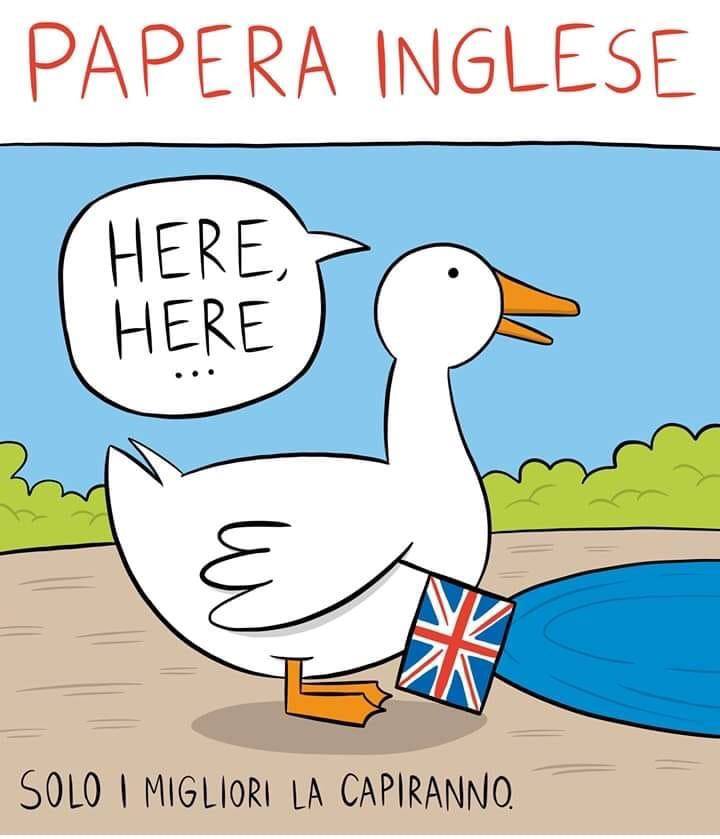 PAPERA INGLESE
HERE,
HERE
...
SOLO I MIGLIORI LA CAPIRANNO.